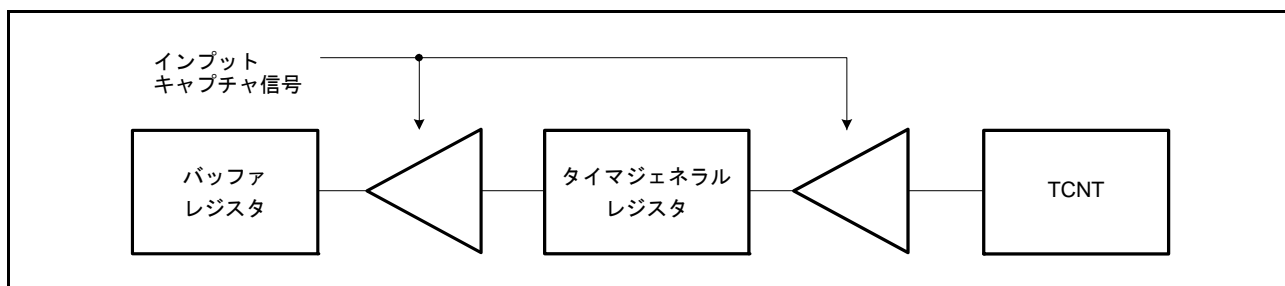 インプット
キャプチャ信号
バッファ
レジスタ
タイマジェネラル
レジスタ
TCNT